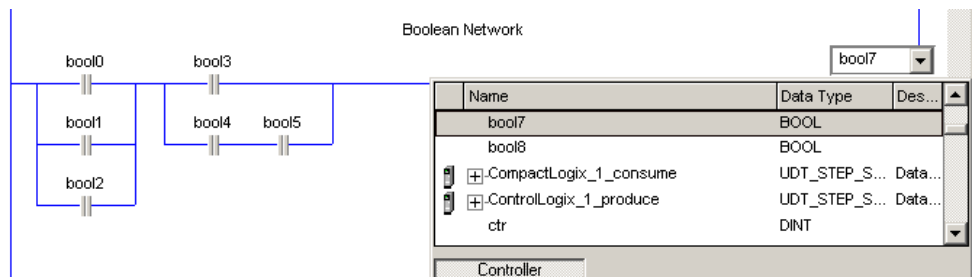 Boolean Network
bool0 bool3 bool7
bool1 bool4 bool5
bool2
Name Data Type Des...
bool7 BOOL
bool8 BOOL
CompactLogix_1_consume UDT_STEP_S... Data...
ControlLogix_1_produce UDT_STEP_S... Data...
ctr DINT
Controller